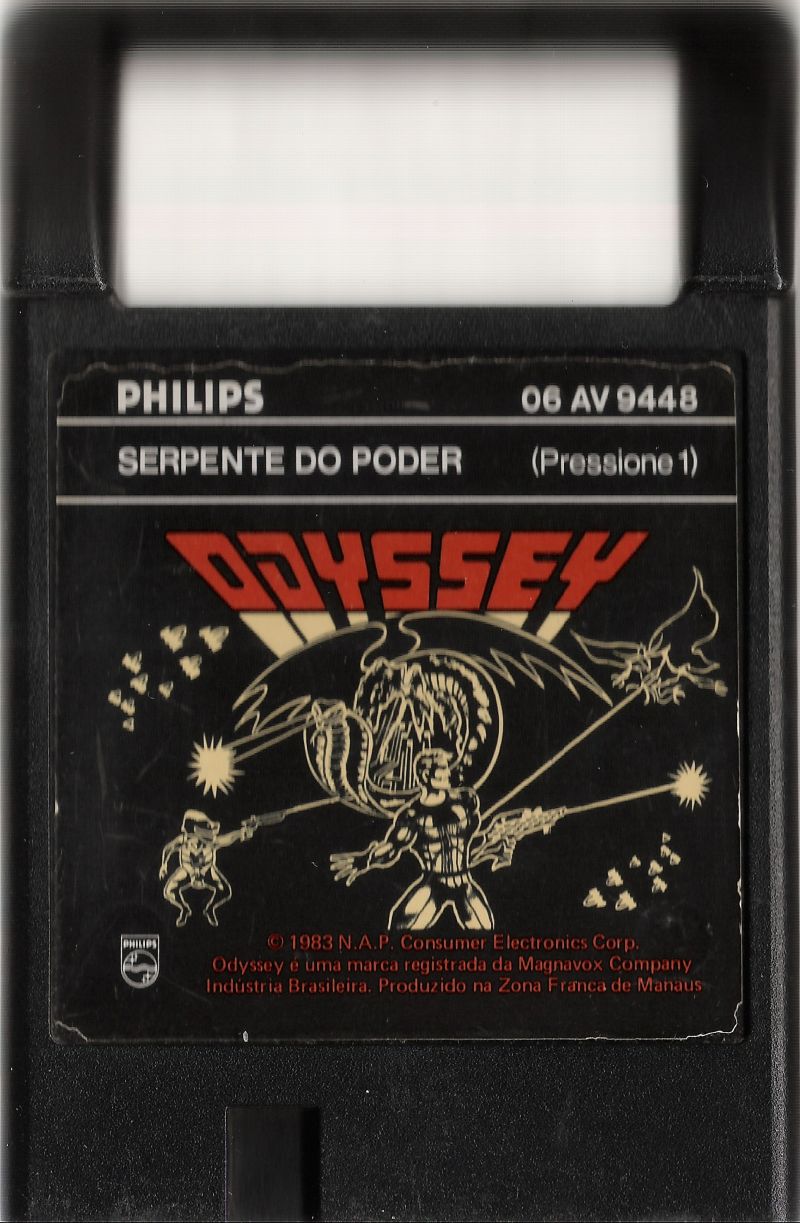 PHILIPS 06 AV 9448
SERPENTE DO PODER (Pressione 1)
ODYSSEY
PHILIPS
© 1983 N.A.P. Consumer Electronics Corp.
Odyssey é uma marca registrada da Magnavox Company
Indústria Brasileira. Produzido na Zona Franca de Manaus